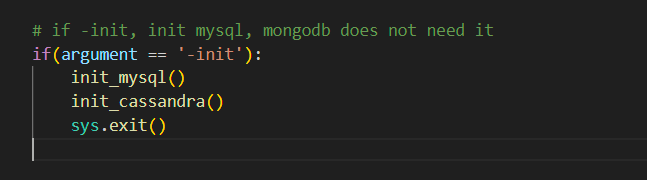 # if -init, init mysql, mongodb does not need it
if(argument == '-init'):
    init_mysql()
    init_cassandra()
    sys.exit()